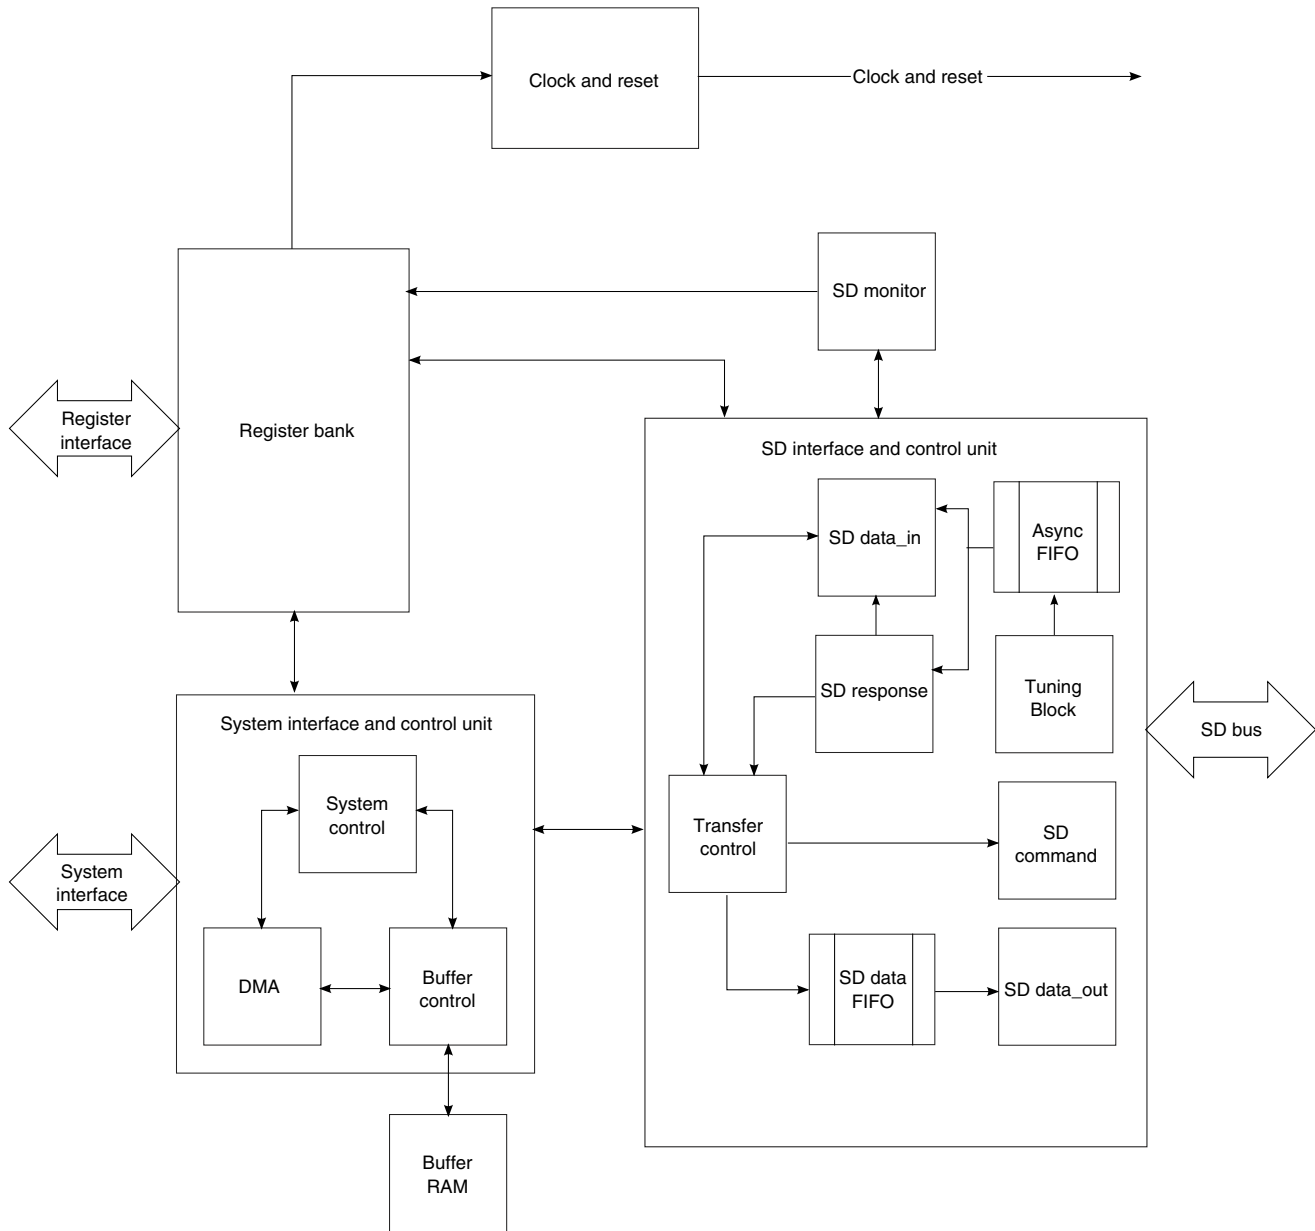 Clock and reset
Clock and reset
SD monitor
Register
interface
Register bank
SD interface and control unit
SD data_in
Async
FIFO
SD response
Tuning
Block
SD bus
System interface and control unit
System
control
Transfer
control
SD
command
System
interface
DMA
Buffer
control
SD data
FIFO
SD data_out
Buffer
RAM